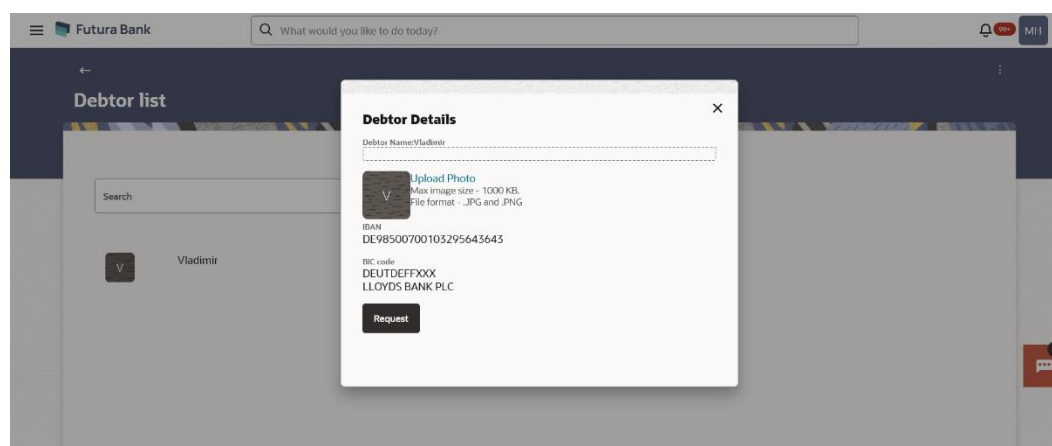 Futura Bank
What would you like to do today?
99+
MH
Debtor list
Search
V
Vladimir
Debtor Details
Debtor Name:Vladimir
V
Upload Photo
Max image size - 1000 KB.
File format - .JPG and .PNG
IBAN
DE98500700103295643643
BIC code
DEUTDEFFXXX
LLOYDS BANK PLC
Request